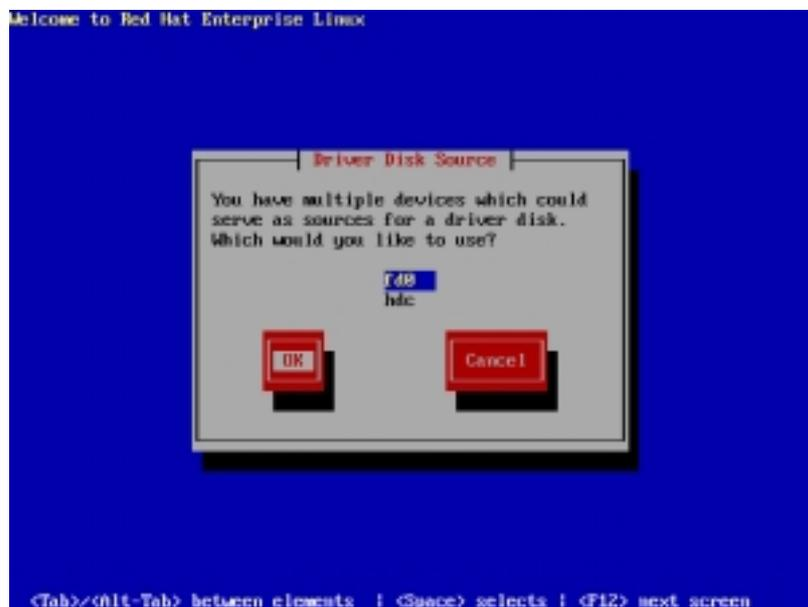 Welcome to Red Hat Enterprise Linux
Driver Disk Source
You have multiple devices which could
serve as sources for a driver disk.
Which would you like to use?
fd0
hdc
OK Cancel
<Tab>/<Alt-Tab> between elements | <Space> selects | <F12> next screen